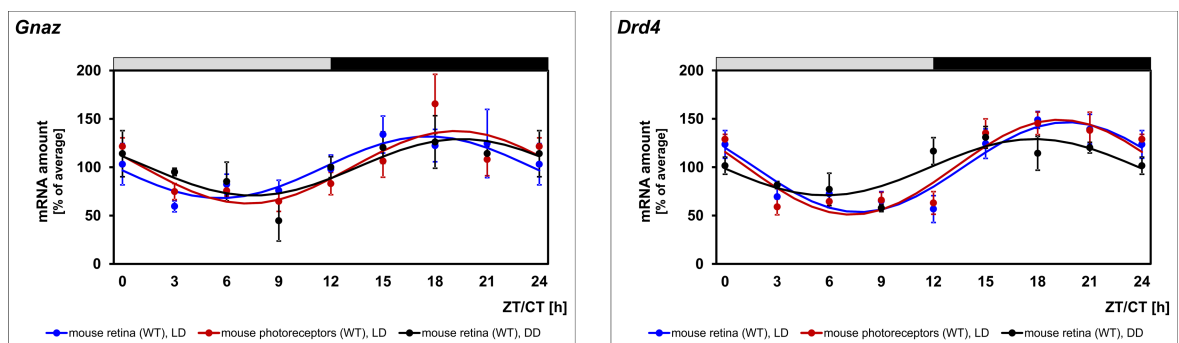 Gnaz
200
150
100
50
0
mRNA amount
[% of average]
0 3 6 9 12 15 18 21 24
ZT/CT [h]
mouse retina (WT), LD mouse photoreceptors (WT), LD mouse retina (WT), DD
Drd4
200
150
100
50
0
mRNA amount
[% of average]
0 3 6 9 12 15 18 21 24
ZT/CT [h]
mouse retina (WT), LD mouse photoreceptors (WT), LD mouse retina (WT), DD